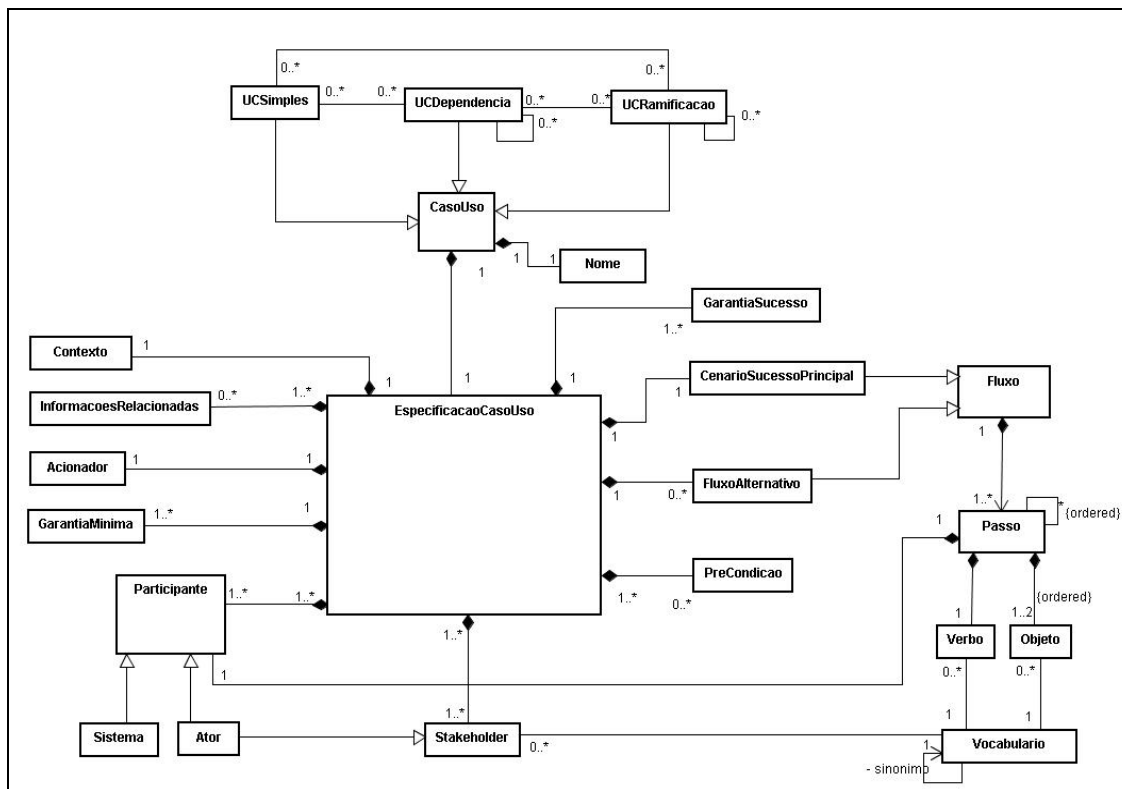 0..* 0..*
UCSimples 0..* 0..* UCDependencia 0..* 0..* UCRamificacao
0..* 0..*
CasoUso
1 1 1 Nome
GarantiaSucesso
1..*
Contexto 1
1 1 1
CenarioSucessoPrincipal
1 1
Fluxo
1
InformacoesRelacionadas 0..* 1..*
EspecificacaoCasoUso
Acionador 1 1
FluxoAlternativo
1 0..*
GarantiaMinima 1..* 1
1..* * {ordered}
1 Passo
PreCondicao
1..* 0..*
Participante 1..* 1..*
{ordered}
1 1..2
Verbo Objeto
1..* 0..* 0..*
1
1..* 1 1
Sistema Ator Stakeholder 0..* Vocabulario
1
- sinonimo